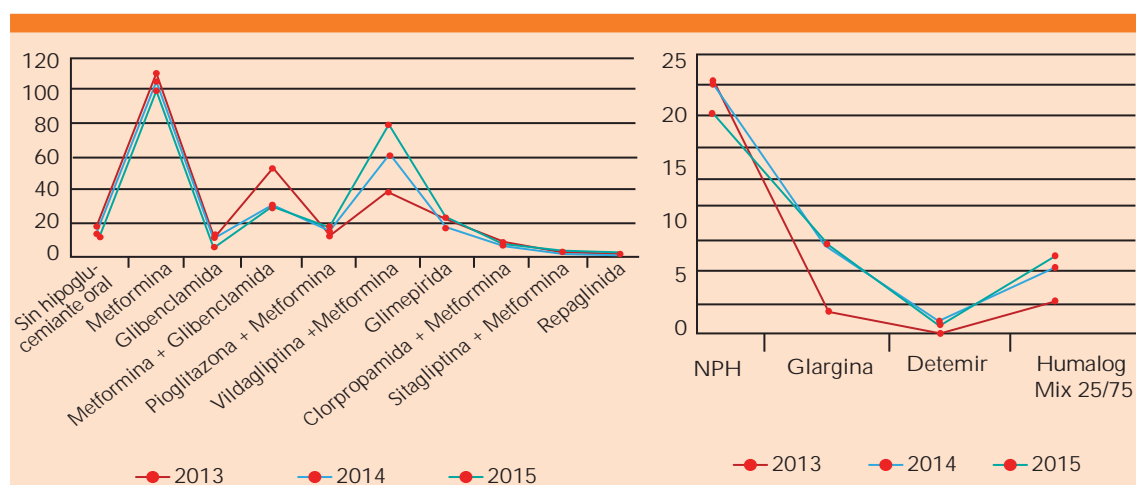 120
100
80
60
40
20
0
Sin hipoglu-
cemiante oral
Metformina
Glibenclamida
Metformina + Glibenclamida
Pioglitazona + Metformina
Vildagliptina +Metformina
Glimepirida
Clorpropamida + Metformina
Sitagliptina + Metformina
Repaglinida
2013
2014
2015
25
20
15
10
5
0
NPH
Glargina
Detemir
Humalog
Mix 25/75
2013
2014
2015